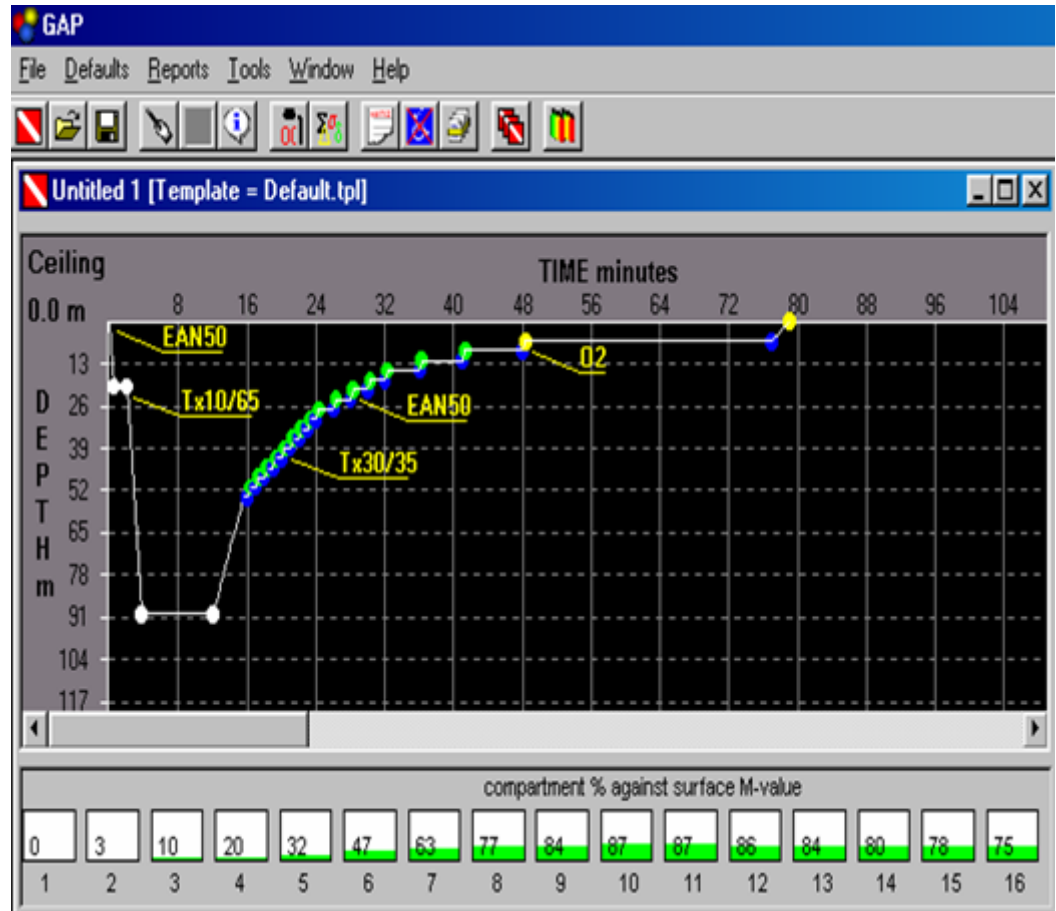 GAP
File Defaults Reports Tools Window Help
Untitled 1 [Template = Default.tpl]
Ceiling
TIME minutes
0.0 m 8 16 24 32 40 48 56 64 72 80 88 96 104
EAN50
13
O2
Tx10/65
26
EAN50
39
Tx30/35
52
65
78
91
104
117
DEPTH m
compartment % against surface M-value
0 3 10 20 32 47 63 77 84 87 87 86 84 80 78 75
1 2 3 4 5 6 7 8 9 10 11 12 13 14 15 16